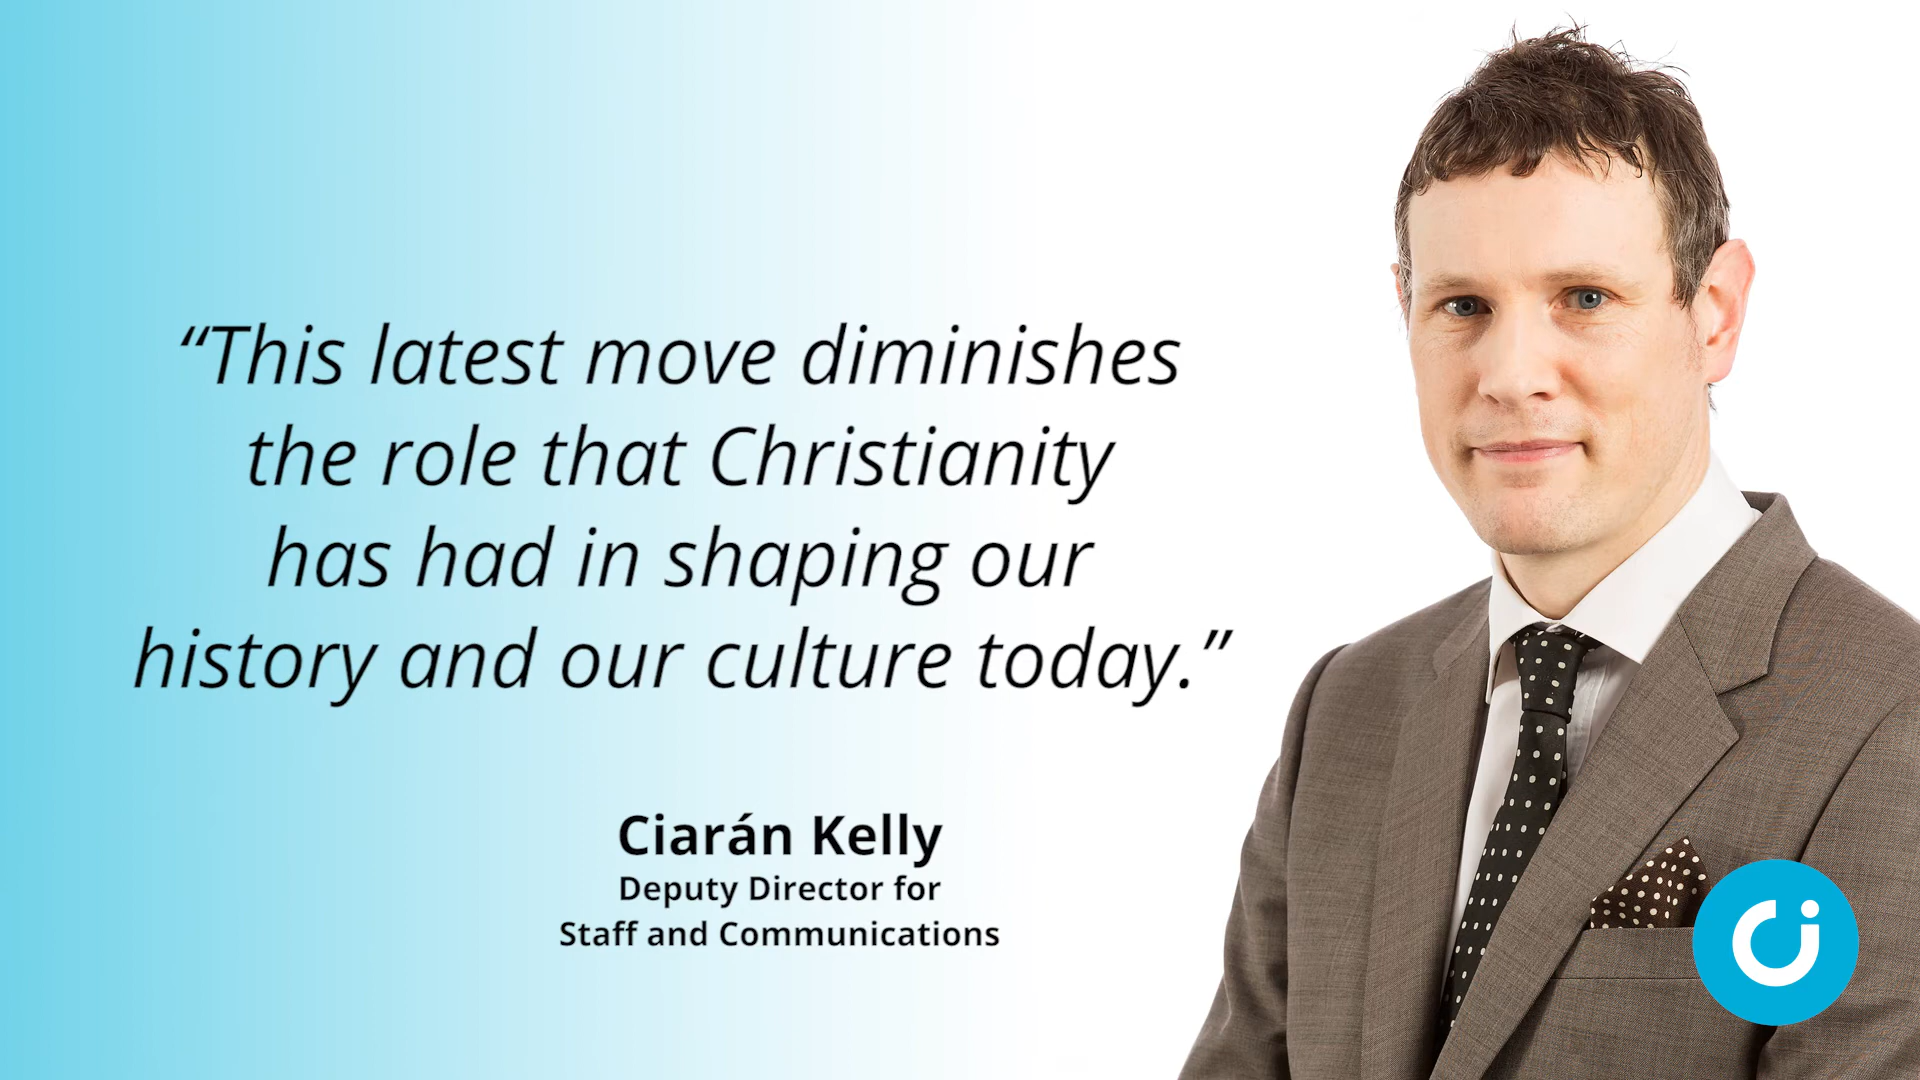 “This latest move diminishes
the role that Christianity
has had in shaping our
history and our culture today.”
Ciarán Kelly
Deputy Director for
Staff and Communications